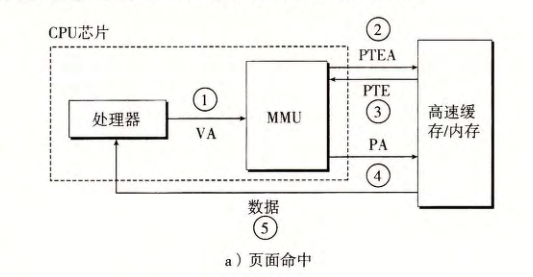 CPU芯片
②
PTEA
①
PTE
处理器
MMU
高速缓
存/内存
VA
③
PA
④
数据
⑤
a）页面命中